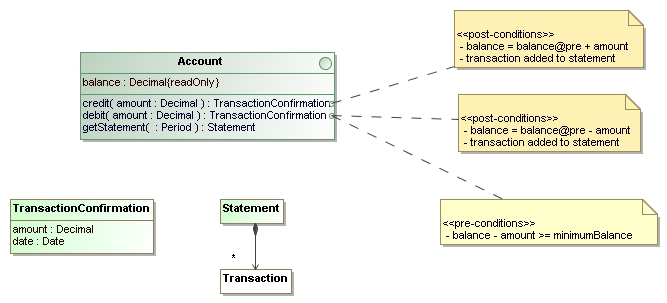 Account
balance : Decimal{readOnly}
credit( amount : Decimal ) : TransactionConfirmation
debit( amount : Decimal ) : TransactionConfirmation
getStatement(  : Period ) : Statement
<<post-conditions>>
- balance = balance@pre + amount
- transaction added to statement
<<post-conditions>>
- balance = balance@pre - amount
- transaction added to statement
<<pre-conditions>>
- balance - amount >= minimumBalance
TransactionConfirmation
amount : Decimal
date : Date
Statement
*
Transaction